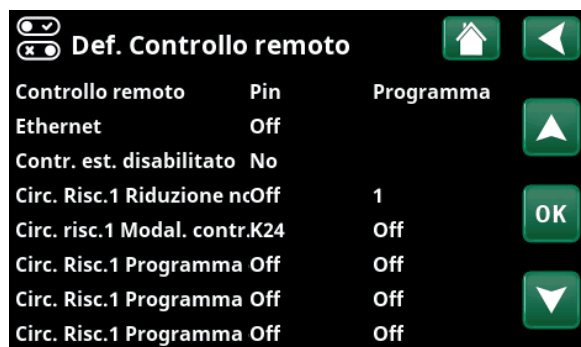 Def. Controllo remoto
Controllo remoto Pin Programma
Ethernet Off
Contr. est. disabilitato No
Circ. Risc.1 Riduzione no Off 1
OK
Circ. risc.1 Modal. contr. K24 Off
Circ. Risc.1 Programma Off Off
Circ. Risc.1 Programma Off Off
Circ. Risc.1 Programma Off Off